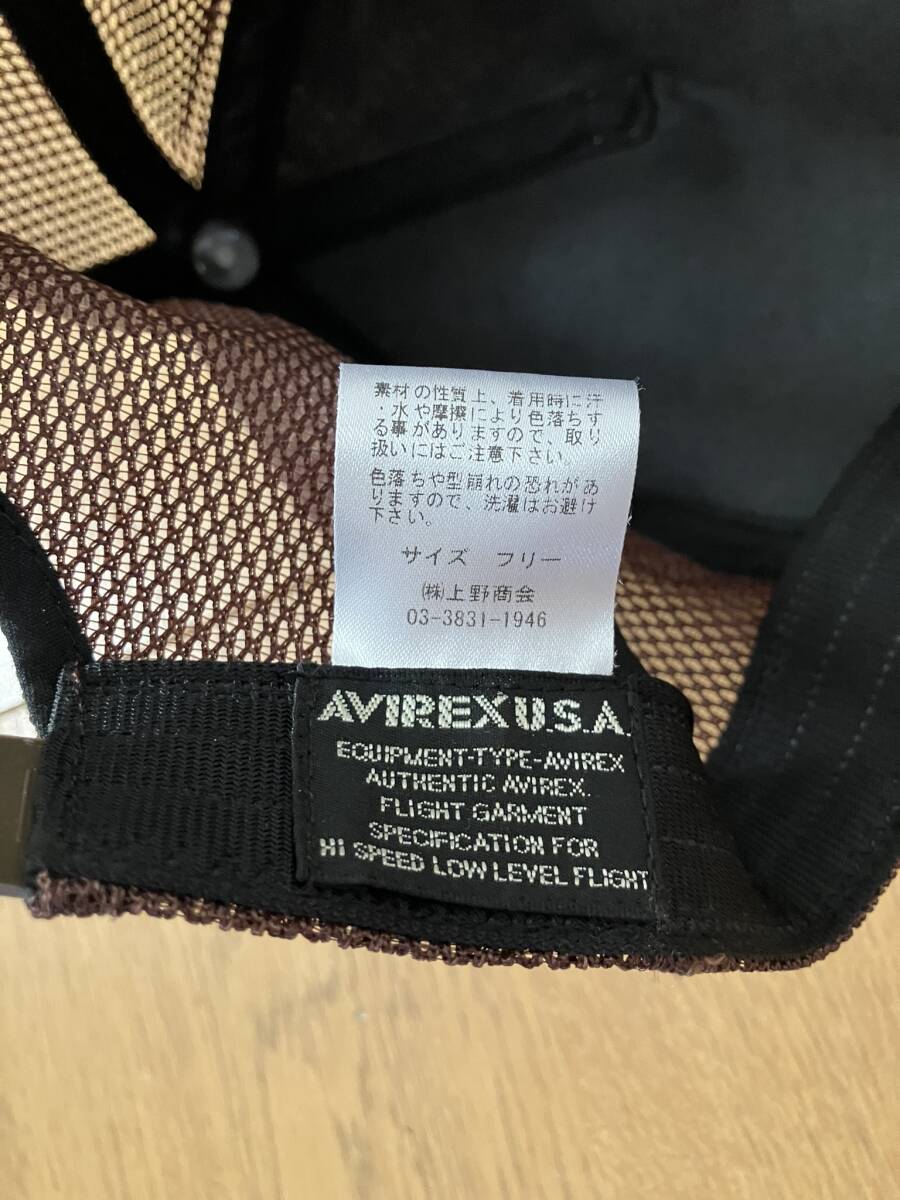 素材の性質上、着用時に汗
・水や摩擦により色落ちす
る事がありますので、取り
扱いにはご注意下さい。
色落ちや型崩れの恐れがあ
りますので、洗濯はお避け
下さい。
サイズ フリー
㈱上野商会
03-3831-1946
AVIREX U.S.A.
EQUIPMENT-TYPE-AVIREX
AUTHENTIC AVIREX.
FLIGHT GARMENT
SPECIFICATION FOR
HI SPEED LOW LEVEL FLIGHT